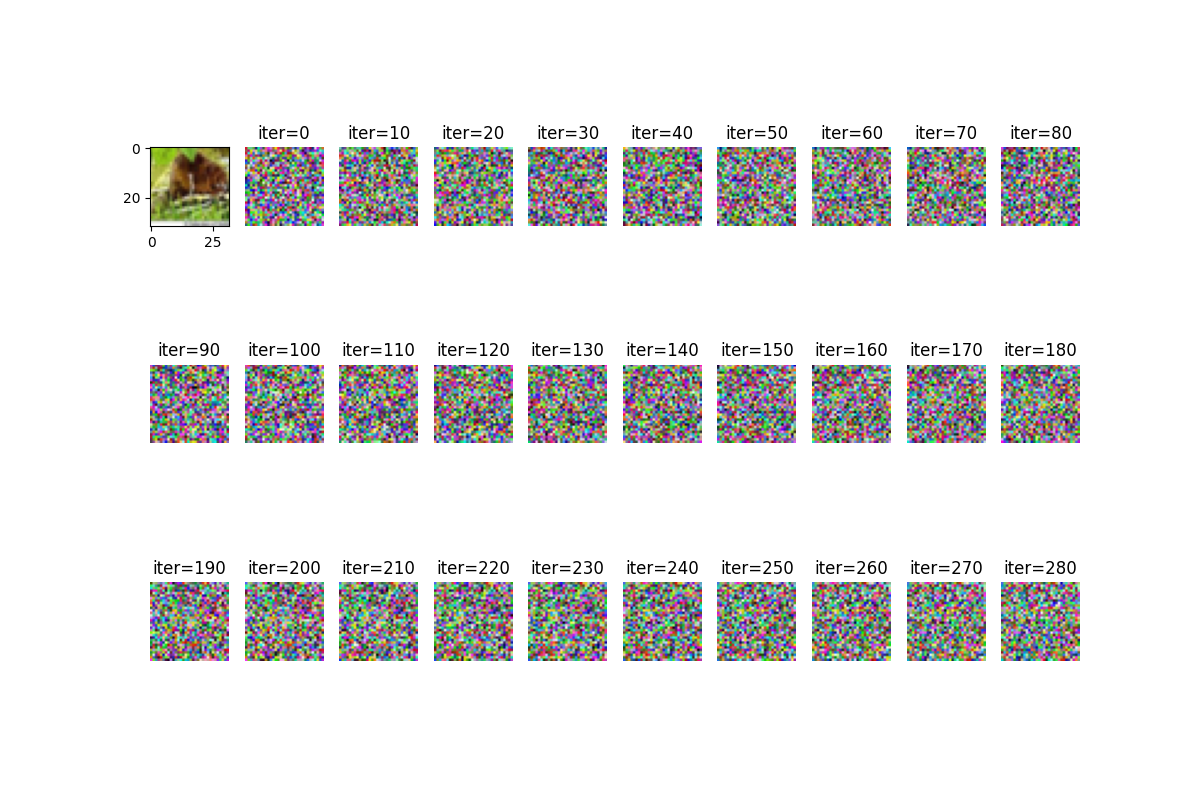 iter=0 iter=10 iter=20 iter=30 iter=40 iter=50 iter=60 iter=70 iter=80
0
20
0 25
iter=90 iter=100 iter=110 iter=120 iter=130 iter=140 iter=150 iter=160 iter=170 iter=180
iter=190 iter=200 iter=210 iter=220 iter=230 iter=240 iter=250 iter=260 iter=270 iter=280